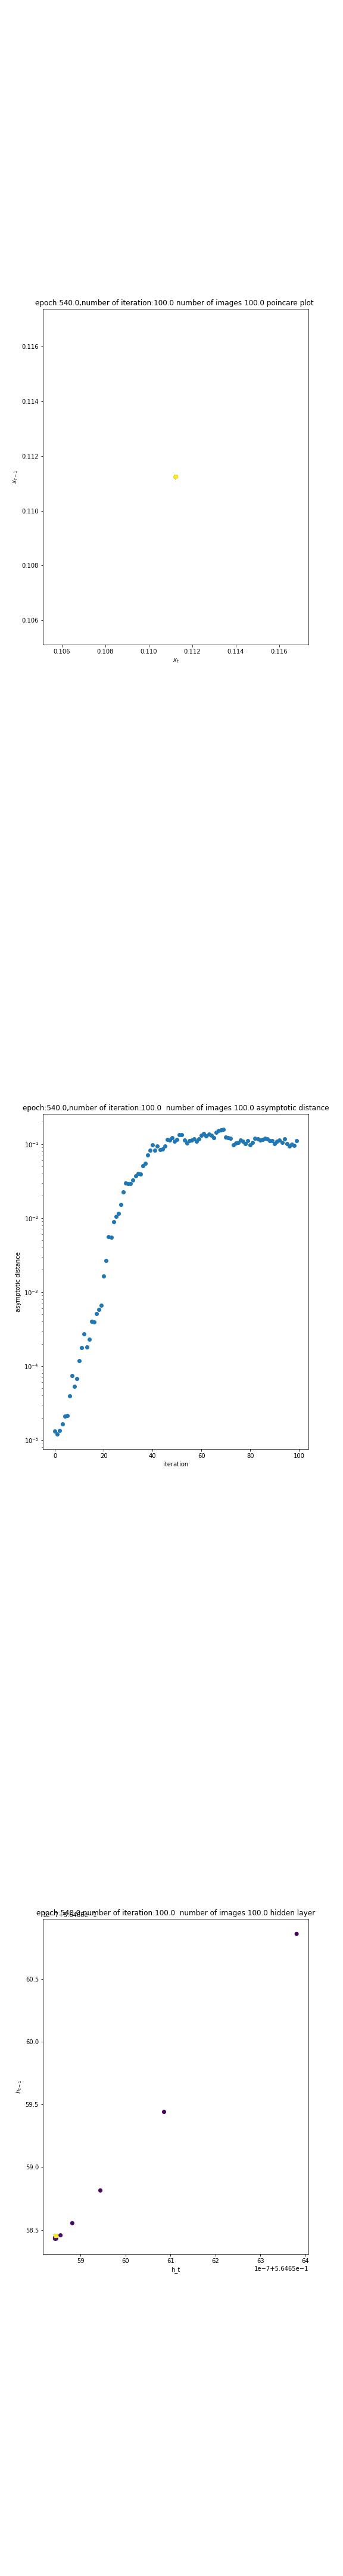 epoch:540.0,number of iteration:100.0 number of images 100.0 poincare plot
0.116
0.114
0.112
0.110
0.108
0.106
x_{t-1}
0.106 0.108 0.110 0.112 0.114 0.116
x_t
epoch:540.0,number of iteration:100.0 number of images 100.0 asymptotic distance
10^{-1}
10^{-2}
10^{-3}
10^{-4}
10^{-5}
asymptotic distance
0 20 40 60 80 100
iteration
epoch:540.0,number of iteration:100.0 number of images 100.0 hidden layer
60.5
60.0
59.5
59.0
58.5
h_{t-1}
59 60 61 62 63 64
h_t
1e−7+5.6465e−1